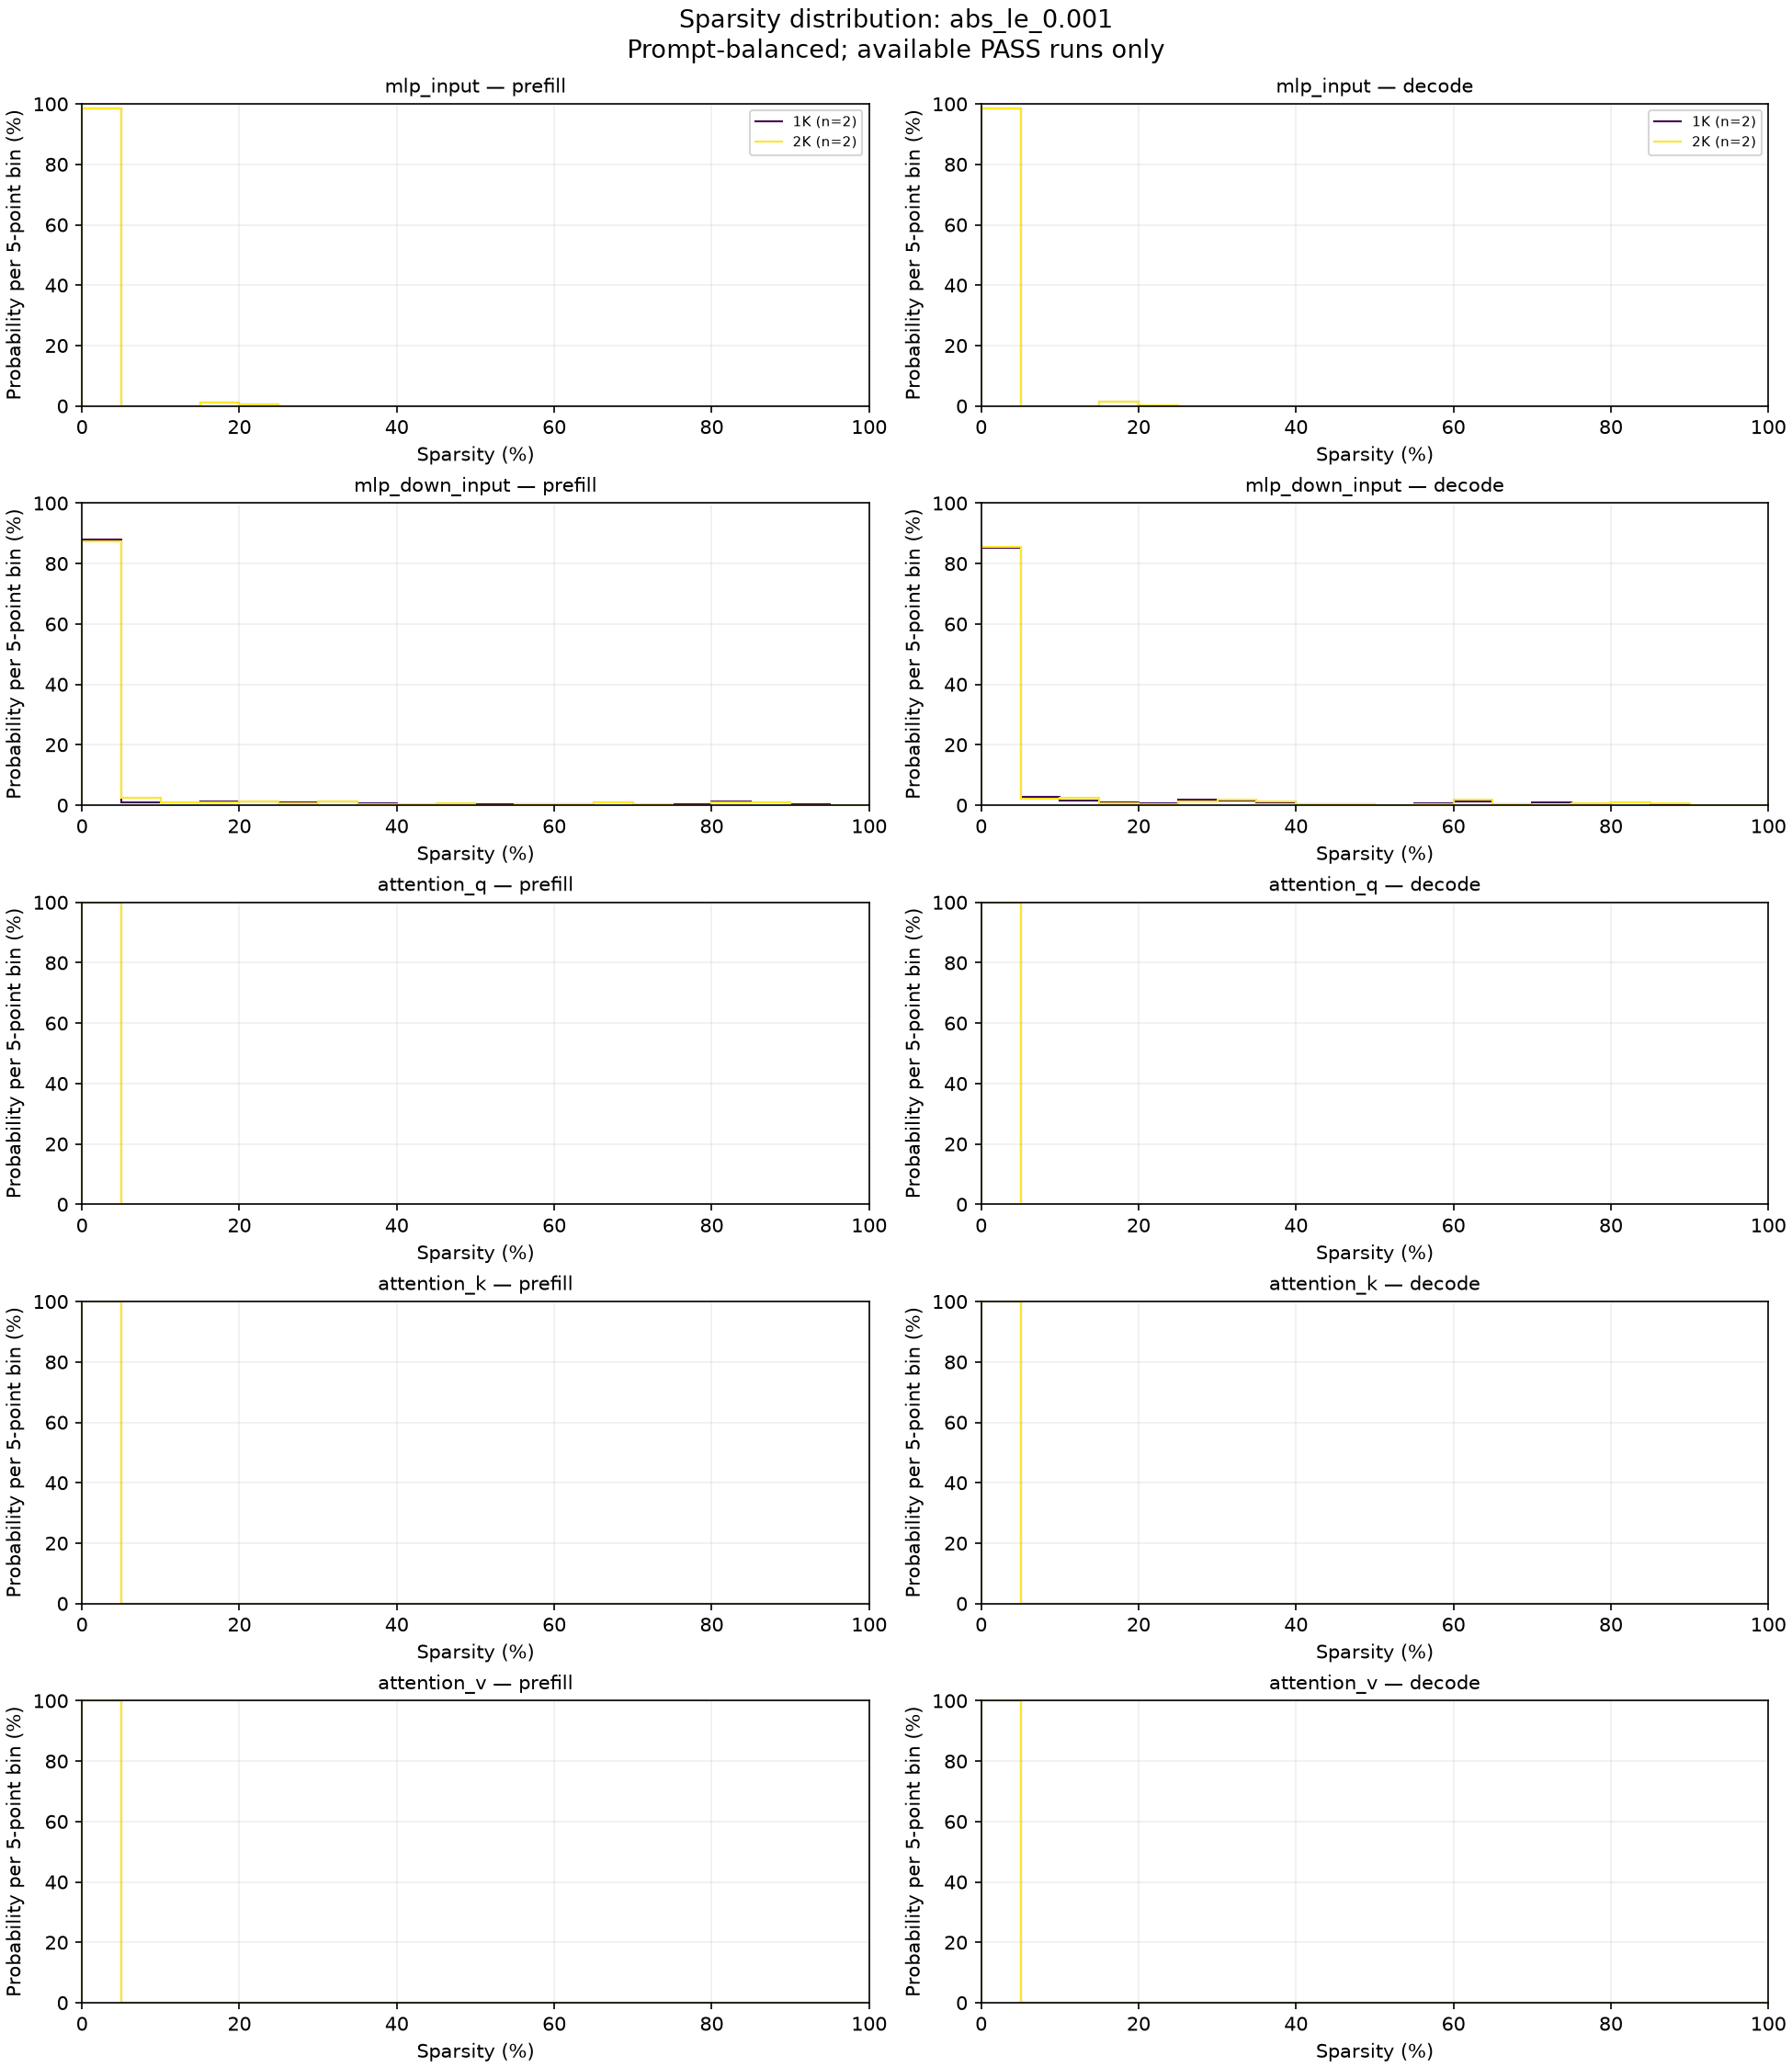 Sparsity distribution: abs_le_0.001
Prompt-balanced; available PASS runs only
mlp_input — prefill
Probability per 5-point bin (%)
100
80
60
40
20
0
0 20 40 60 80 100
Sparsity (%)
1K (n=2)
2K (n=2)
mlp_input — decode
Probability per 5-point bin (%)
100
80
60
40
20
0
0 20 40 60 80 100
Sparsity (%)
1K (n=2)
2K (n=2)
mlp_down_input — prefill
Probability per 5-point bin (%)
100
80
60
40
20
0
0 20 40 60 80 100
Sparsity (%)
mlp_down_input — decode
Probability per 5-point bin (%)
100
80
60
40
20
0
0 20 40 60 80 100
Sparsity (%)
attention_q — prefill
Probability per 5-point bin (%)
100
80
60
40
20
0
0 20 40 60 80 100
Sparsity (%)
attention_q — decode
Probability per 5-point bin (%)
100
80
60
40
20
0
0 20 40 60 80 100
Sparsity (%)
attention_k — prefill
Probability per 5-point bin (%)
100
80
60
40
20
0
0 20 40 60 80 100
Sparsity (%)
attention_k — decode
Probability per 5-point bin (%)
100
80
60
40
20
0
0 20 40 60 80 100
Sparsity (%)
attention_v — prefill
Probability per 5-point bin (%)
100
80
60
40
20
0
0 20 40 60 80 100
Sparsity (%)
attention_v — decode
Probability per 5-point bin (%)
100
80
60
40
20
0
0 20 40 60 80 100
Sparsity (%)